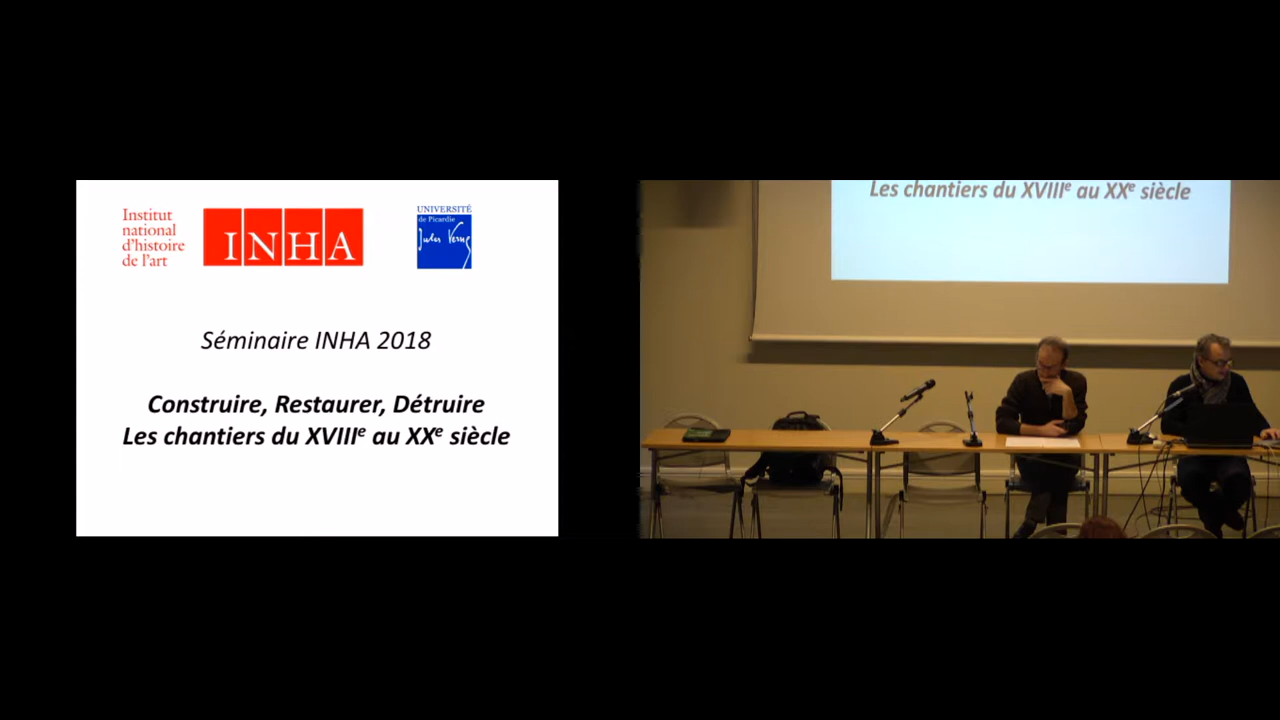 Institut
national
d'histoire
de l'art
INHA
UNIVERSITÉ
de Picardie
Jules Verne
Séminaire INHA 2018
Construire, Restaurer, Détruire
Les chantiers du XVIIIe au XXe siècle
Les chantiers du XVIIIe au XXe siècle